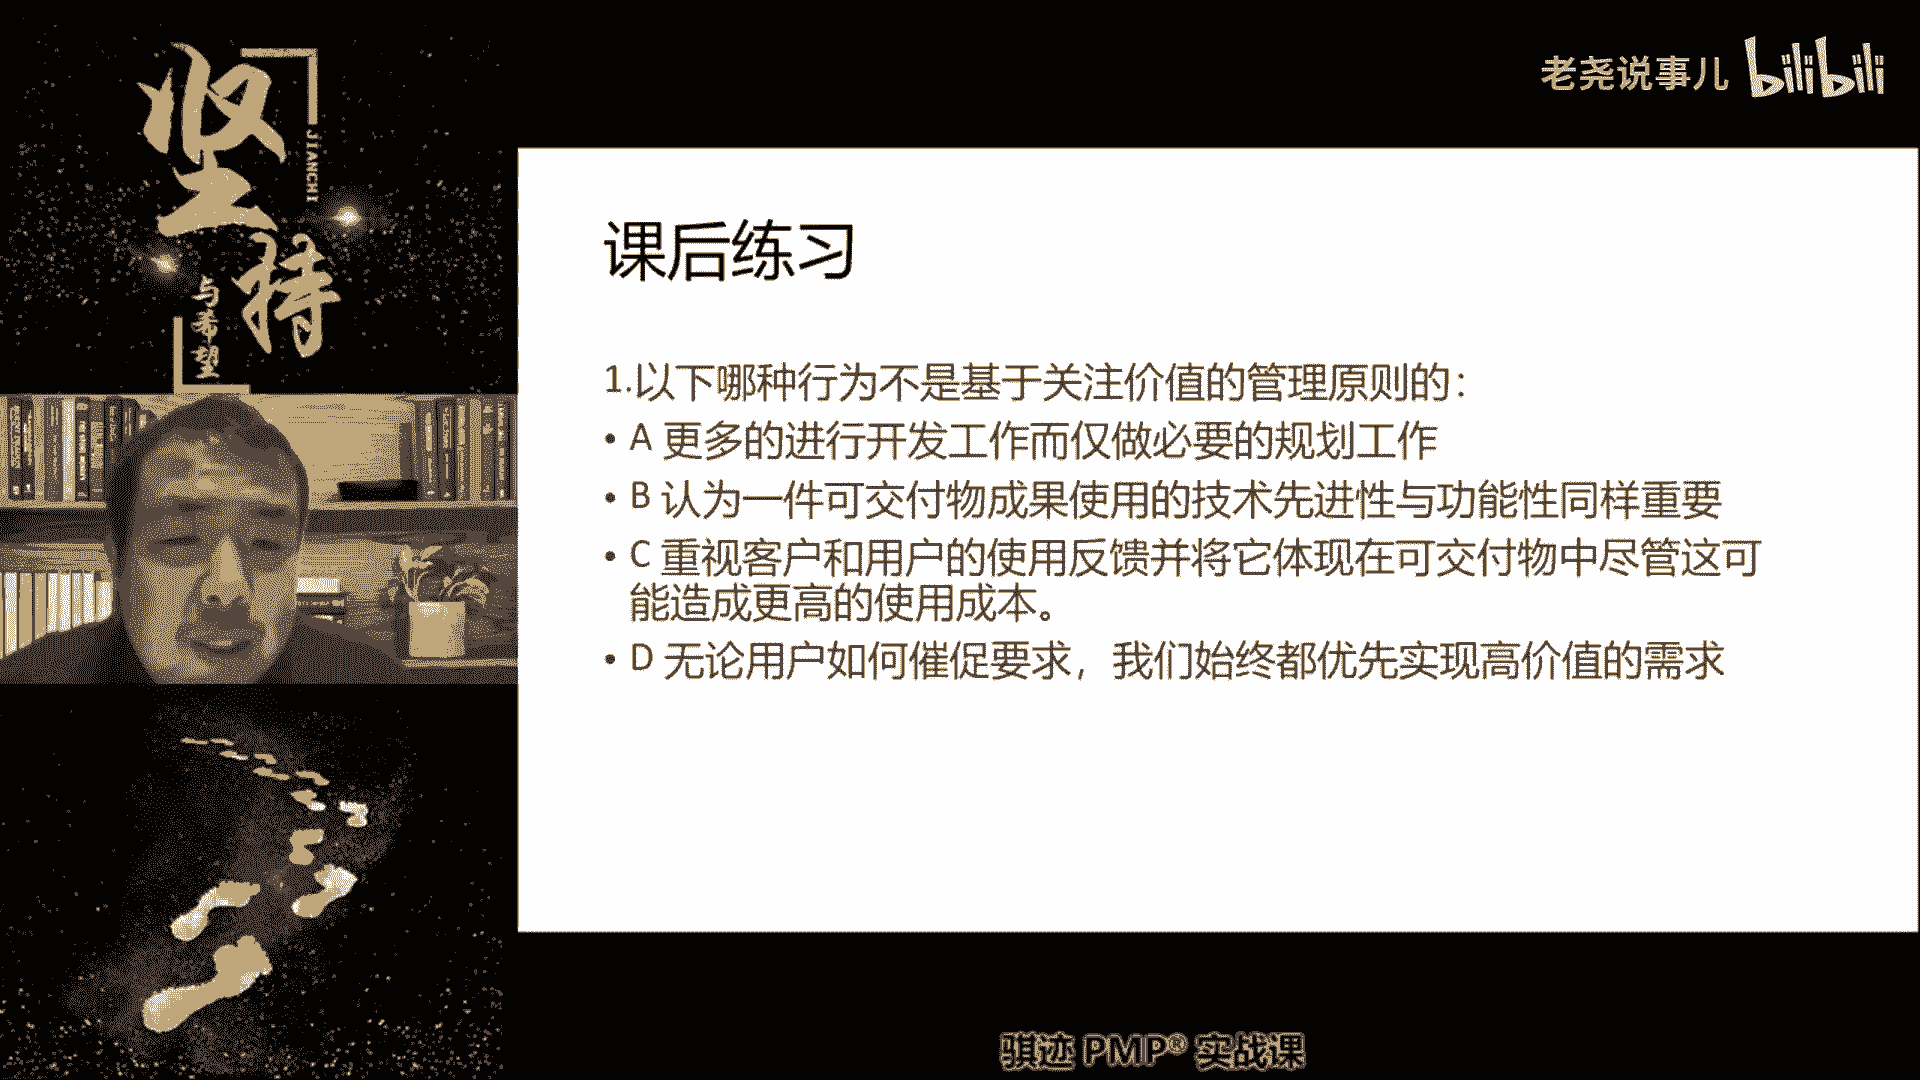 坚持
JIANCHI
与希望
老尧说事儿 bilibili
课后练习
1.以下哪种行为不是基于关注价值的管理原则的：
• A 更多的进行开发工作而仅做必要的规划工作
• B 认为一件可交付物成果使用的技术先进性与功能性同样重要
• C 重视客户和用户的使用反馈并将它体现在可交付物中尽管这可
能造成更高的使用成本。
• D 无论用户如何催促要求，我们始终都优先实现高价值的需求
骐迹 PMP® 实战课